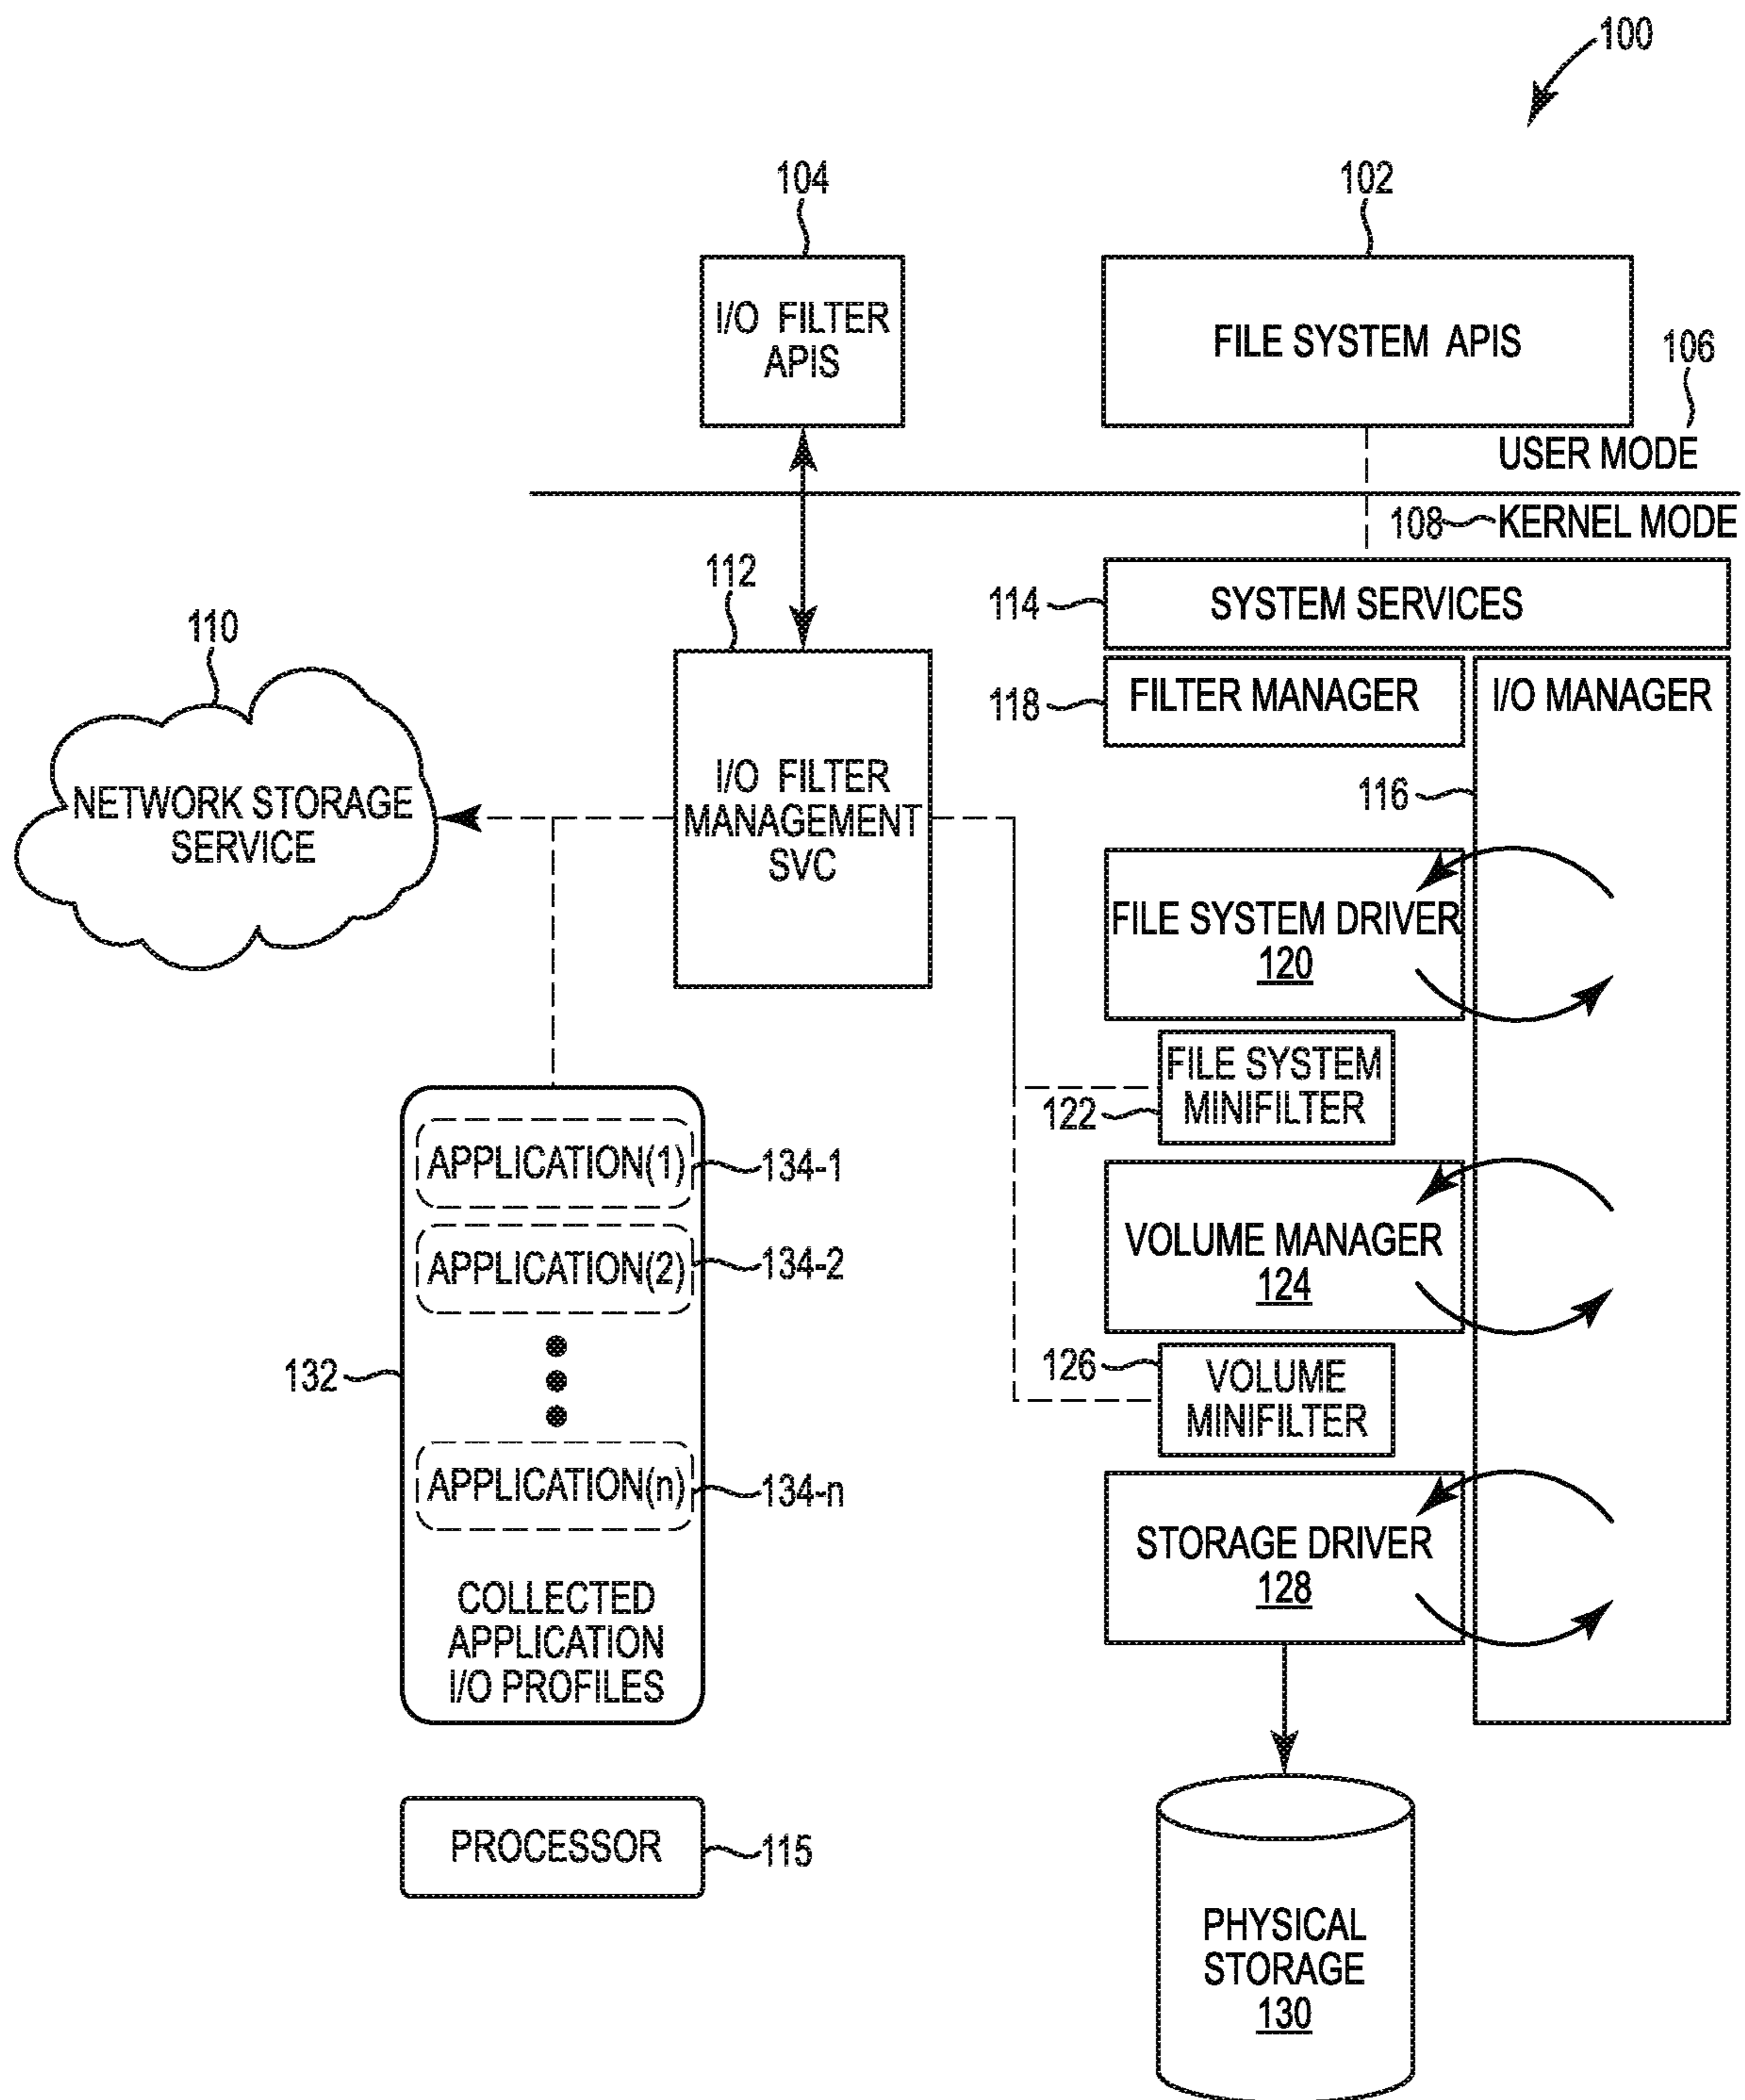 100
104
102
I/O FILTER
APIS
FILE SYSTEM APIS
106
USER MODE
108
KERNEL MODE
112
114
SYSTEM SERVICES
110
118
FILTER MANAGER
I/O MANAGER
NETWORK STORAGE
SERVICE
I/O FILTER
MANAGEMENT
SVC
116
FILE SYSTEM DRIVER
120
FILE SYSTEM
MINIFILTER
122
APPLICATION(1)
134-1
APPLICATION(2)
134-2
VOLUME MANAGER
124
132
126
VOLUME
MINIFILTER
APPLICATION(n)
134-n
STORAGE DRIVER
128
COLLECTED
APPLICATION
I/O PROFILES
PROCESSOR
115
PHYSICAL
STORAGE
130